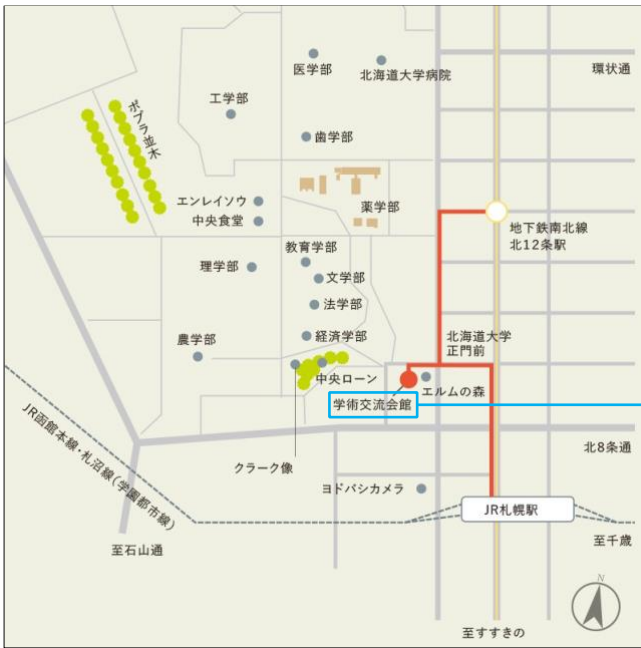 医学部
北海道大学病院
環状通
工学部
ポプラ並木
歯学部
エンレイソウ
中央食堂
薬学部
地下鉄南北線
北12条駅
教育学部
理学部
文学部
法学部
農学部
経済学部
北海道大学
正門前
中央ローン
エルムの森
学術交流会館
JR函館本線・札沼線(学園都市線)
クラーク像
北8条通
ヨドバシカメラ
JR札幌駅
至石山通
至千歳
N
至すすきの